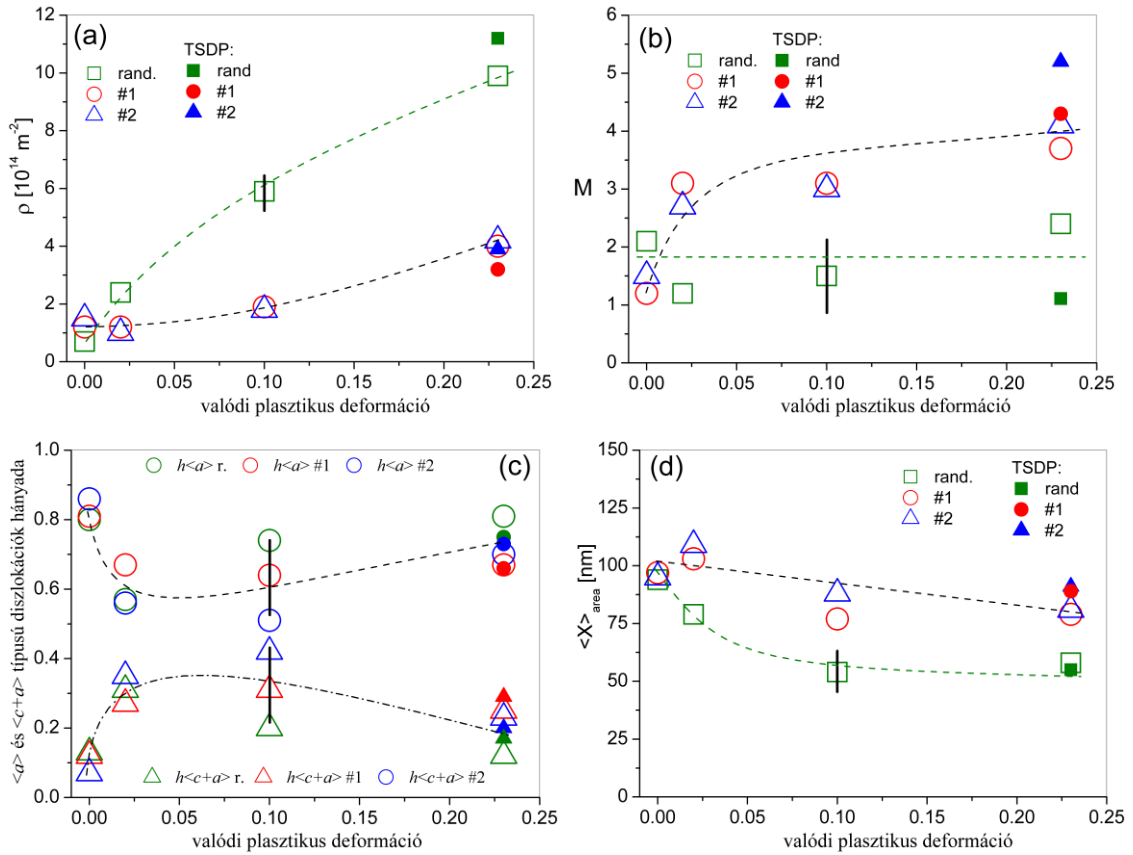 (a)
TSDP:
rand. rand
#1 #1
#2 #2
ρ [10¹⁴ m⁻²]
14
12
10
8
6
4
2
0
0.00 0.05 0.10 0.15 0.20 0.25
valódi plasztikus deformáció
(b)
TSDP:
rand. rand
#1 #1
#2 #2
M
6
5
4
3
2
1
0
0.00 0.05 0.10 0.15 0.20 0.25
valódi plasztikus deformáció
(c)
h<a> r. h<a> #1 h<a> #2
<a> és <c+a> típusú diszlokációk hányada
1.0
0.8
0.6
0.4
0.2
0.0
h<c+a> r. h<c+a> #1 h<c+a> #2
0.00 0.05 0.10 0.15 0.20 0.25
valódi plasztikus deformáció
(d)
TSDP:
rand. rand
#1 #1
#2 #2
<X>area [nm]
150
125
100
75
50
25
0
0.00 0.05 0.10 0.15 0.20 0.25
valódi plasztikus deformáció